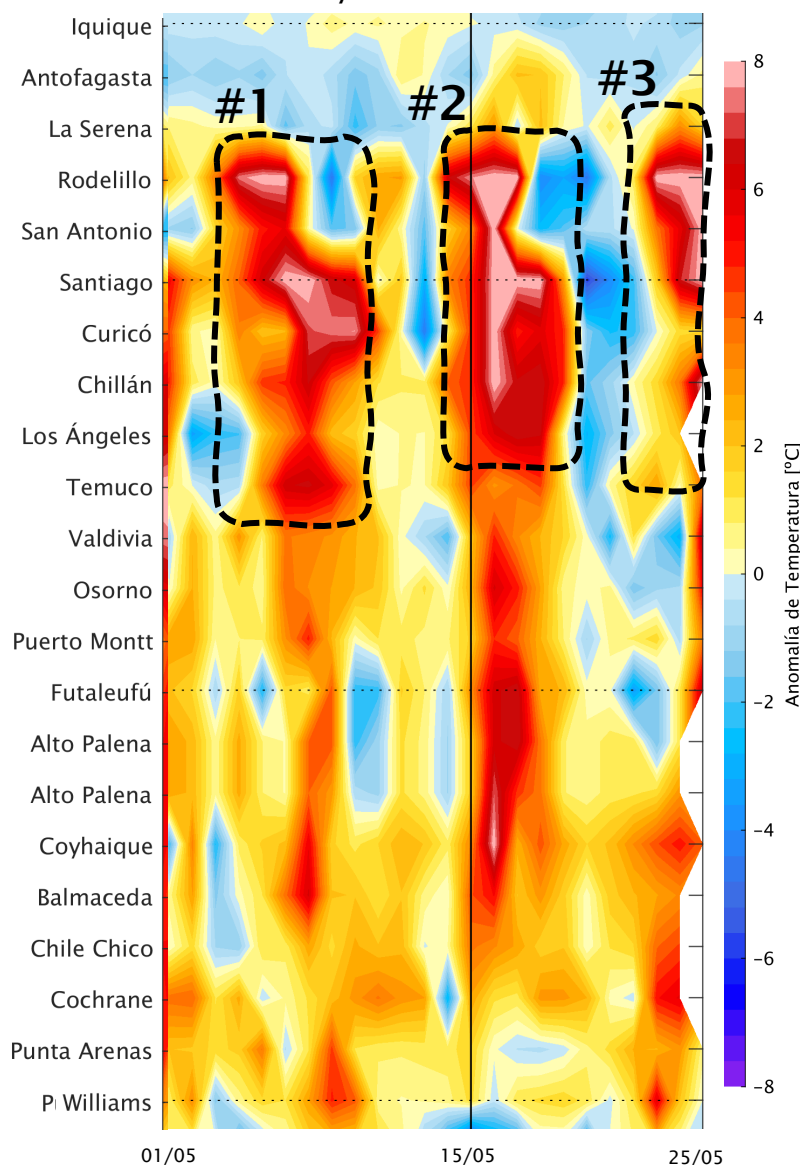 #1
#2
#3
Iquique
Antofagasta
La Serena
Rodelillo
San Antonio
Santiago
Curicó
Chillán
Los Ángeles
Temuco
Valdivia
Osorno
Puerto Montt
Futaleufú
Alto Palena
Alto Palena
Coyhaique
Balmaceda
Chile Chico
Cochrane
Punta Arenas
P Williams
01/05 15/05 25/05
8
6
4
2
0
−2
−4
−6
−8
Anomalía de Temperatura [ºC]